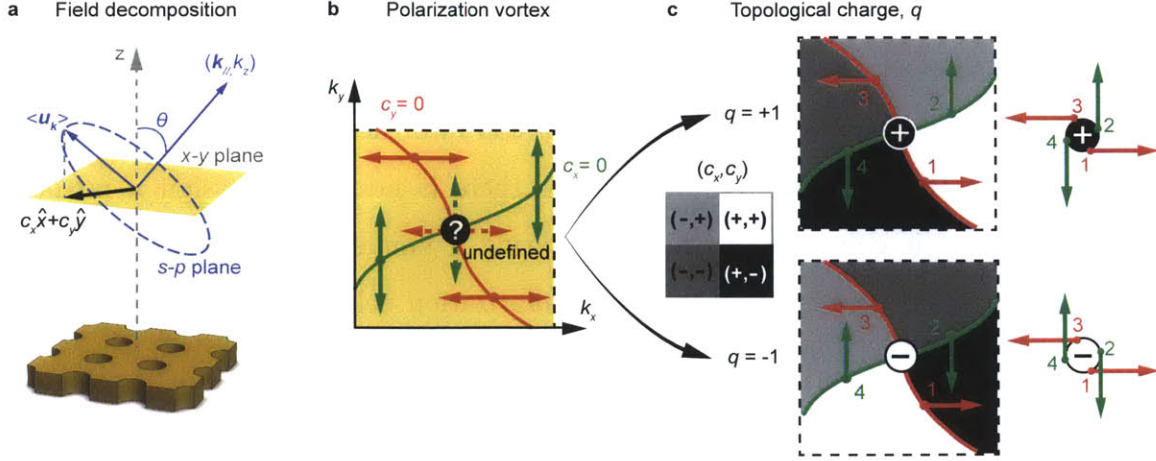 a Field decomposition
z
(k//,kz)
<uk>
θ
x-y plane
cxx̂+cyŷ
s-p plane
b Polarization vortex
ky
cy= 0
cx= 0
?
undefined
kx
c Topological charge, q
q = +1
(cx,cy)
(-,+) (+,+)
(-,-) (+,-)
q = -1
3
2
+
4
1
3
2
+
4
1
3
2
−
4
1
3
2
−
4
1